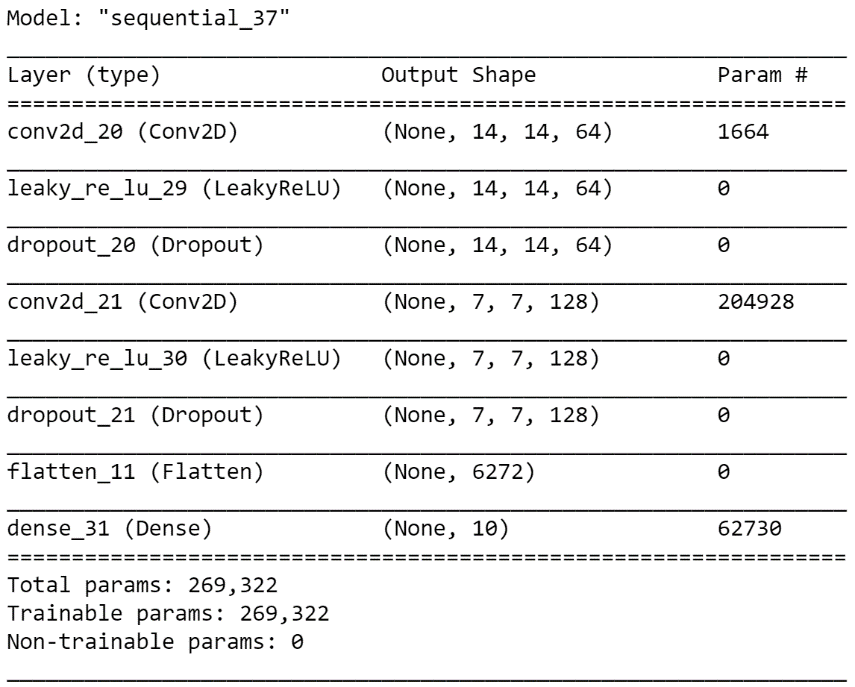 Model: "sequential_37"
_________________________________________________________________
Layer (type)                 Output Shape              Param #
=================================================================
conv2d_20 (Conv2D)           (None, 14, 14, 64)        1664
_________________________________________________________________
leaky_re_lu_29 (LeakyReLU)   (None, 14, 14, 64)        0
_________________________________________________________________
dropout_20 (Dropout)         (None, 14, 14, 64)        0
_________________________________________________________________
conv2d_21 (Conv2D)           (None, 7, 7, 128)         204928
_________________________________________________________________
leaky_re_lu_30 (LeakyReLU)   (None, 7, 7, 128)         0
_________________________________________________________________
dropout_21 (Dropout)         (None, 7, 7, 128)         0
_________________________________________________________________
flatten_11 (Flatten)         (None, 6272)              0
_________________________________________________________________
dense_31 (Dense)             (None, 10)                62730
=================================================================
Total params: 269,322
Trainable params: 269,322
Non-trainable params: 0
_________________________________________________________________